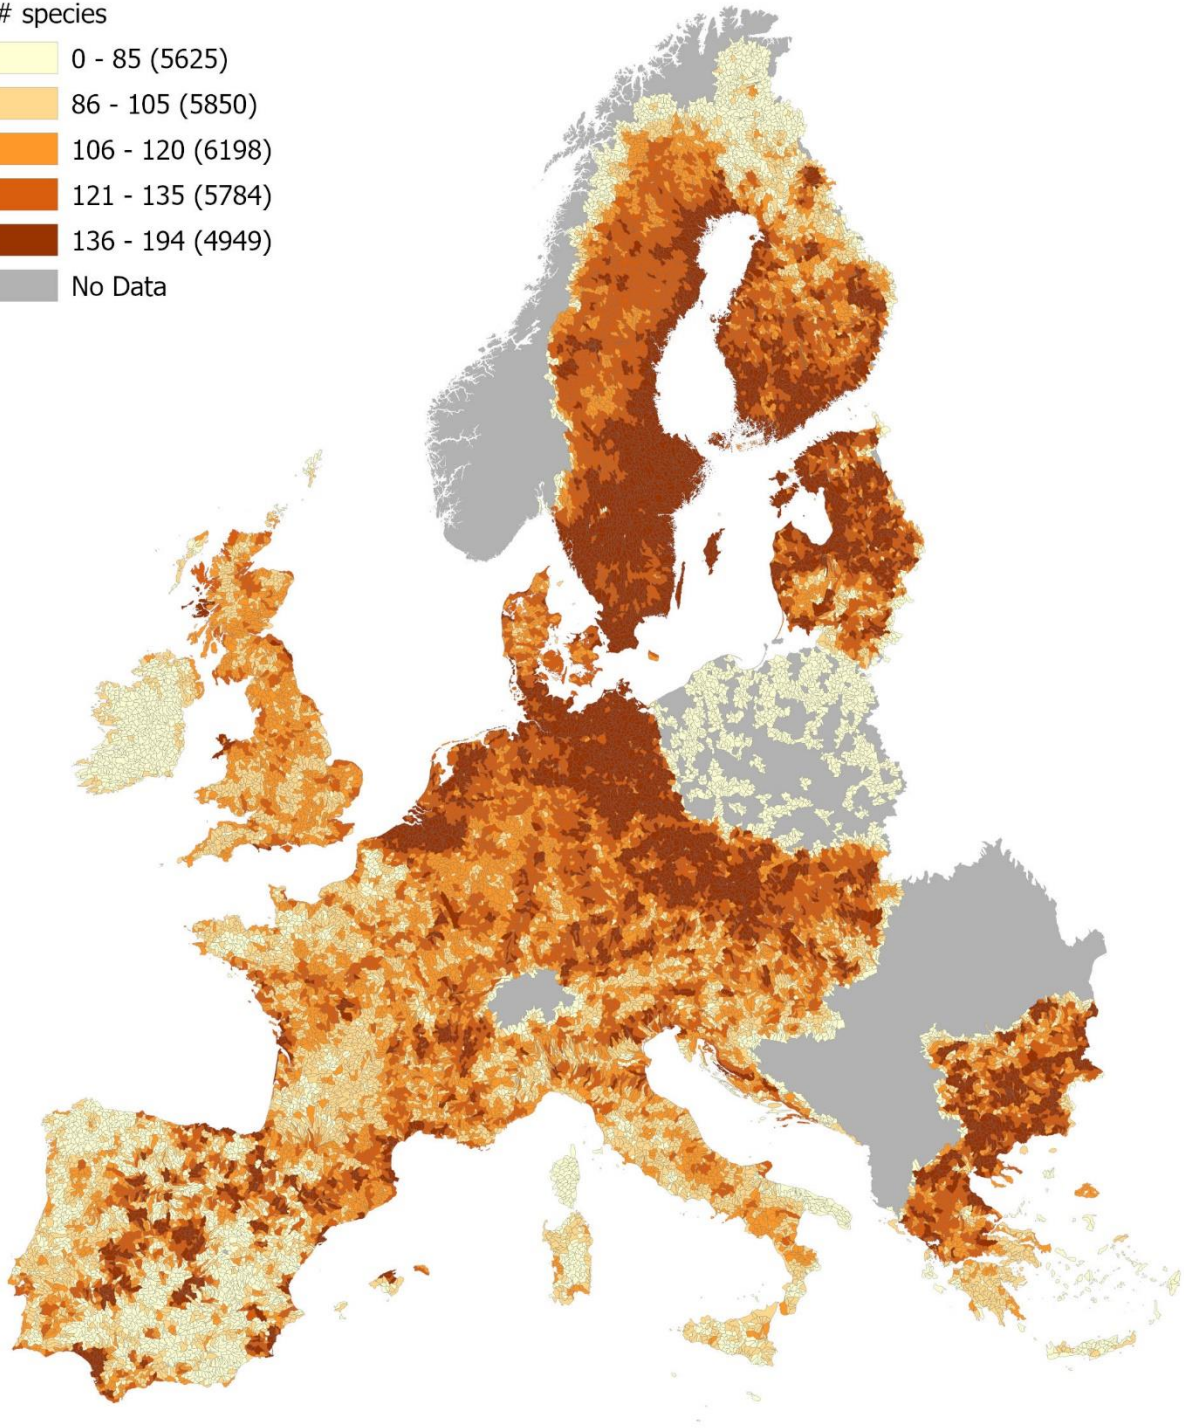 # species
0 - 85 (5625)
86 - 105 (5850)
106 - 120 (6198)
121 - 135 (5784)
136 - 194 (4949)
No Data